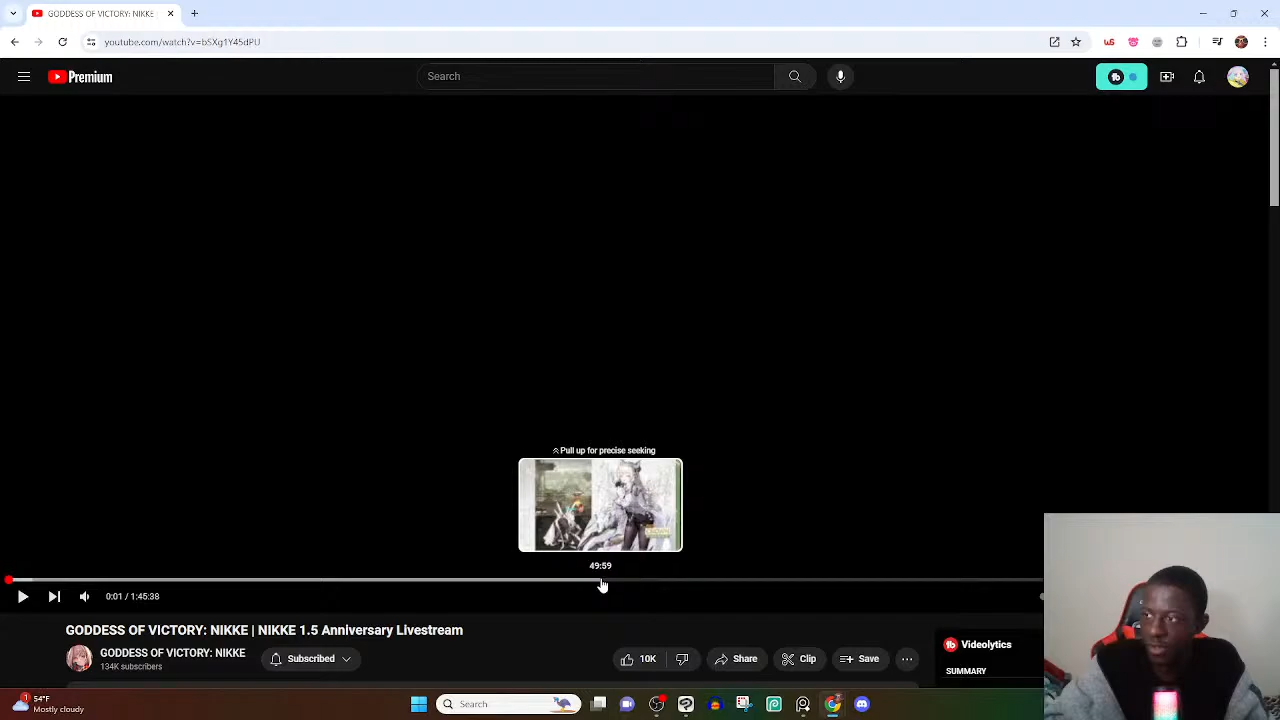 GODDESS OF VICTORY: NIKKE
youtube.com/watch?v=bSXg1Y45dPU
Premium
Search
Pull up for precise seeking
CROWN
49:59
0:01 / 1:45:38
GODDESS OF VICTORY: NIKKE | NIKKE 1.5 Anniversary Livestream
GODDESS OF VICTORY: NIKKE
134K subscribers
Subscribed
10K
Share
Clip
Save
Videolytics
SUMMARY
54°F
Mostly cloudy
Search